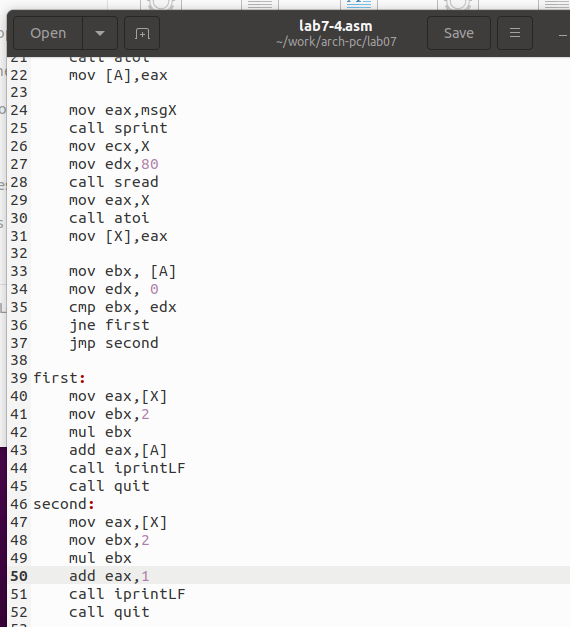 Open
lab7-4.asm
~/work/arch-pc/lab07
Save
21 call atoi
22 mov [A],eax
23
24 mov eax,msgX
25 call sprint
26 mov ecx,X
27 mov edx,80
28 call sread
29 mov eax,X
30 call atoi
31 mov [X],eax
32
33 mov ebx, [A]
34 mov edx, 0
35 cmp ebx, edx
36 jne first
37 jmp second
38
39 first:
40 mov eax,[X]
41 mov ebx,2
42 mul ebx
43 add eax,[A]
44 call iprintLF
45 call quit
46 second:
47 mov eax,[X]
48 mov ebx,2
49 mul ebx
50 add eax,1
51 call iprintLF
52 call quit